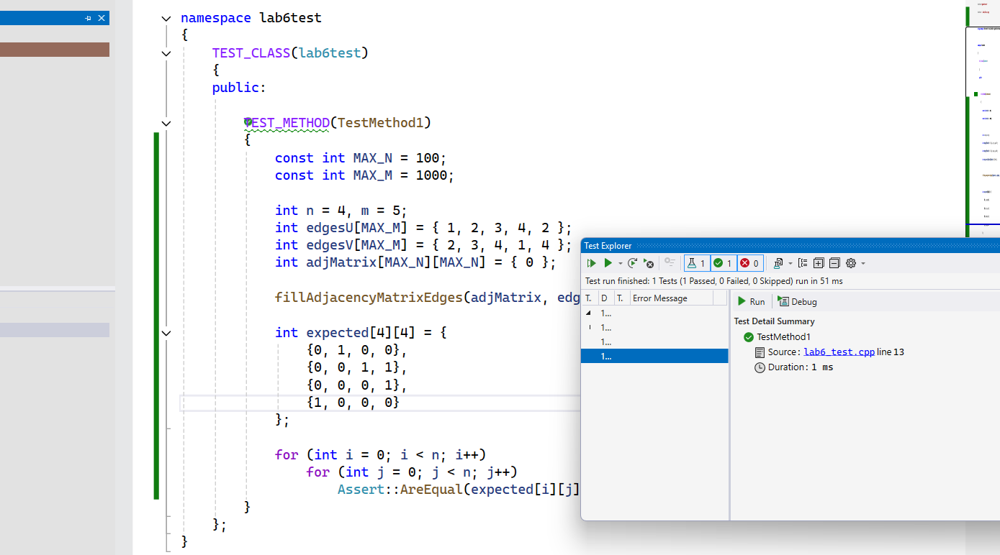 namespace lab6test
{
TEST_CLASS(lab6test)
{
public:
TEST_METHOD(TestMethod1)
{
const int MAX_N = 100;
const int MAX_M = 1000;
int n = 4, m = 5;
int edgesU[MAX_M] = { 1, 2, 3, 4, 2 };
int edgesV[MAX_M] = { 2, 3, 4, 1, 4 };
int adjMatrix[MAX_N][MAX_N] = { 0 };
fillAdjacencyMatrixEdges(adjMatrix, edg
int expected[4][4] = {
{0, 1, 0, 0},
{0, 0, 1, 1},
{0, 0, 0, 1},
{1, 0, 0, 0}
};
for (int i = 0; i < n; i++)
for (int j = 0; j < n; j++)
Assert::AreEqual(expected[i][j]
}
};
}
Test Explorer
1 1 0
Test run finished: 1 Tests (1 Passed, 0 Failed, 0 Skipped) run in 51 ms
T. D T. Error Message
1...
1...
1...
1...
Run Debug
Test Detail Summary
TestMethod1
Source: lab6_test.cpp line 13
Duration: 1 ms